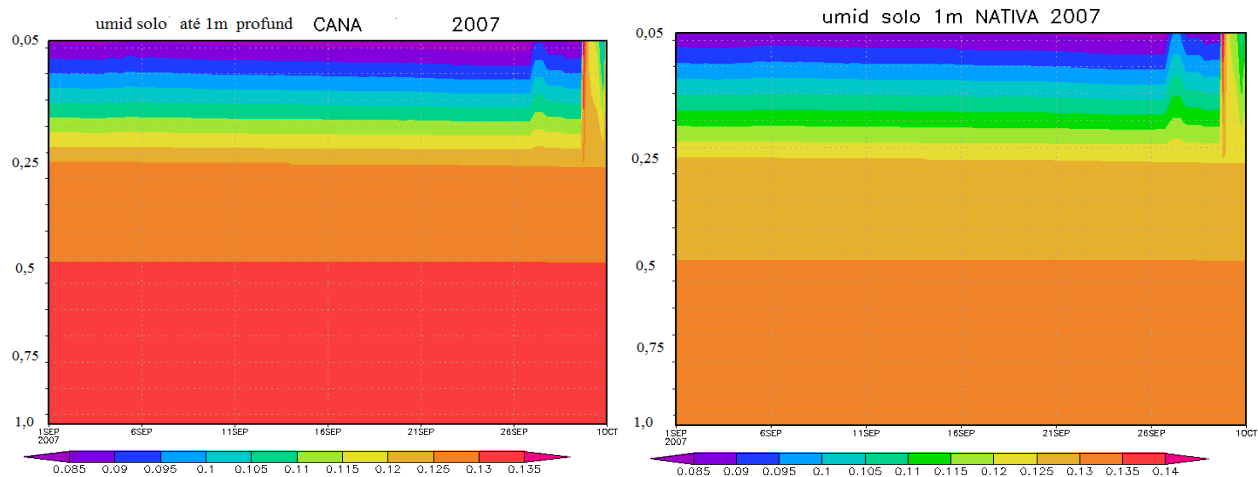 umid solo até 1m profund CANA 2007
0,05
0,25
0,5
0,75
1,0
1SEP 6SEP 11SEP 16SEP 21SEP 26SEP 1OCT
2007
0.085 0.09 0.095 0.1 0.105 0.11 0.115 0.12 0.125 0.13 0.135
umid solo 1m NATIVA 2007
0,05
0,25
0,5
0,75
1,0
1SEP 6SEP 11SEP 16SEP 21SEP 26SEP 1OCT
2007
0.085 0.09 0.095 0.1 0.105 0.11 0.115 0.12 0.125 0.13 0.135 0.14